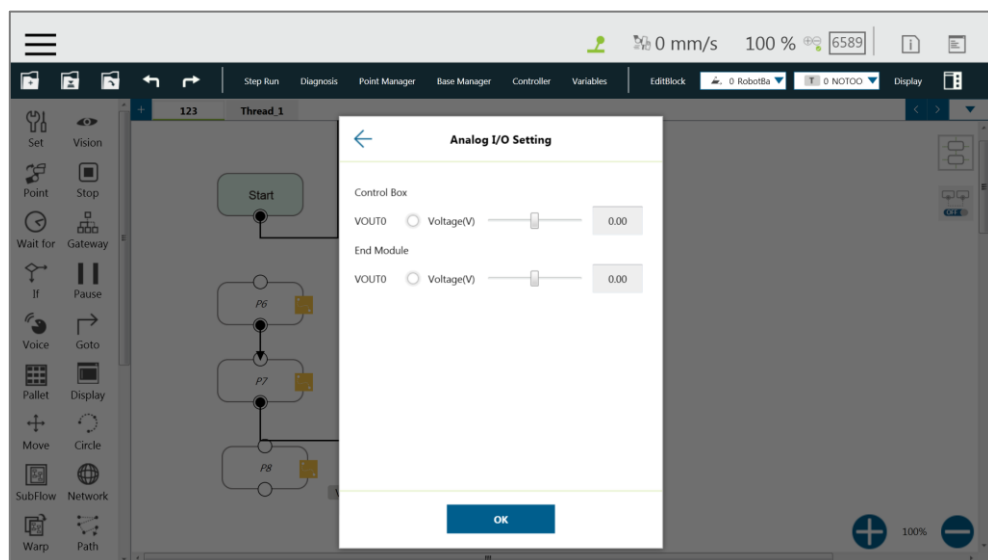 0 mm/s 100 % 6589
Step Run Diagnosis Point Manager Base Manager Controller Variables EditBlock 0 RobotBa T 0 NOTOO Display
123 Thread_1
Set Vision
Point Stop
Wait for Gateway
If Pause
Voice Goto
Pallet Display
Move Circle
SubFlow Network
Warp Path
Start
P6
P7
P8
Analog I/O Setting
Control Box
VOUT0 Voltage(V) 0.00
End Module
VOUT0 Voltage(V) 0.00
OK
OFF
100%